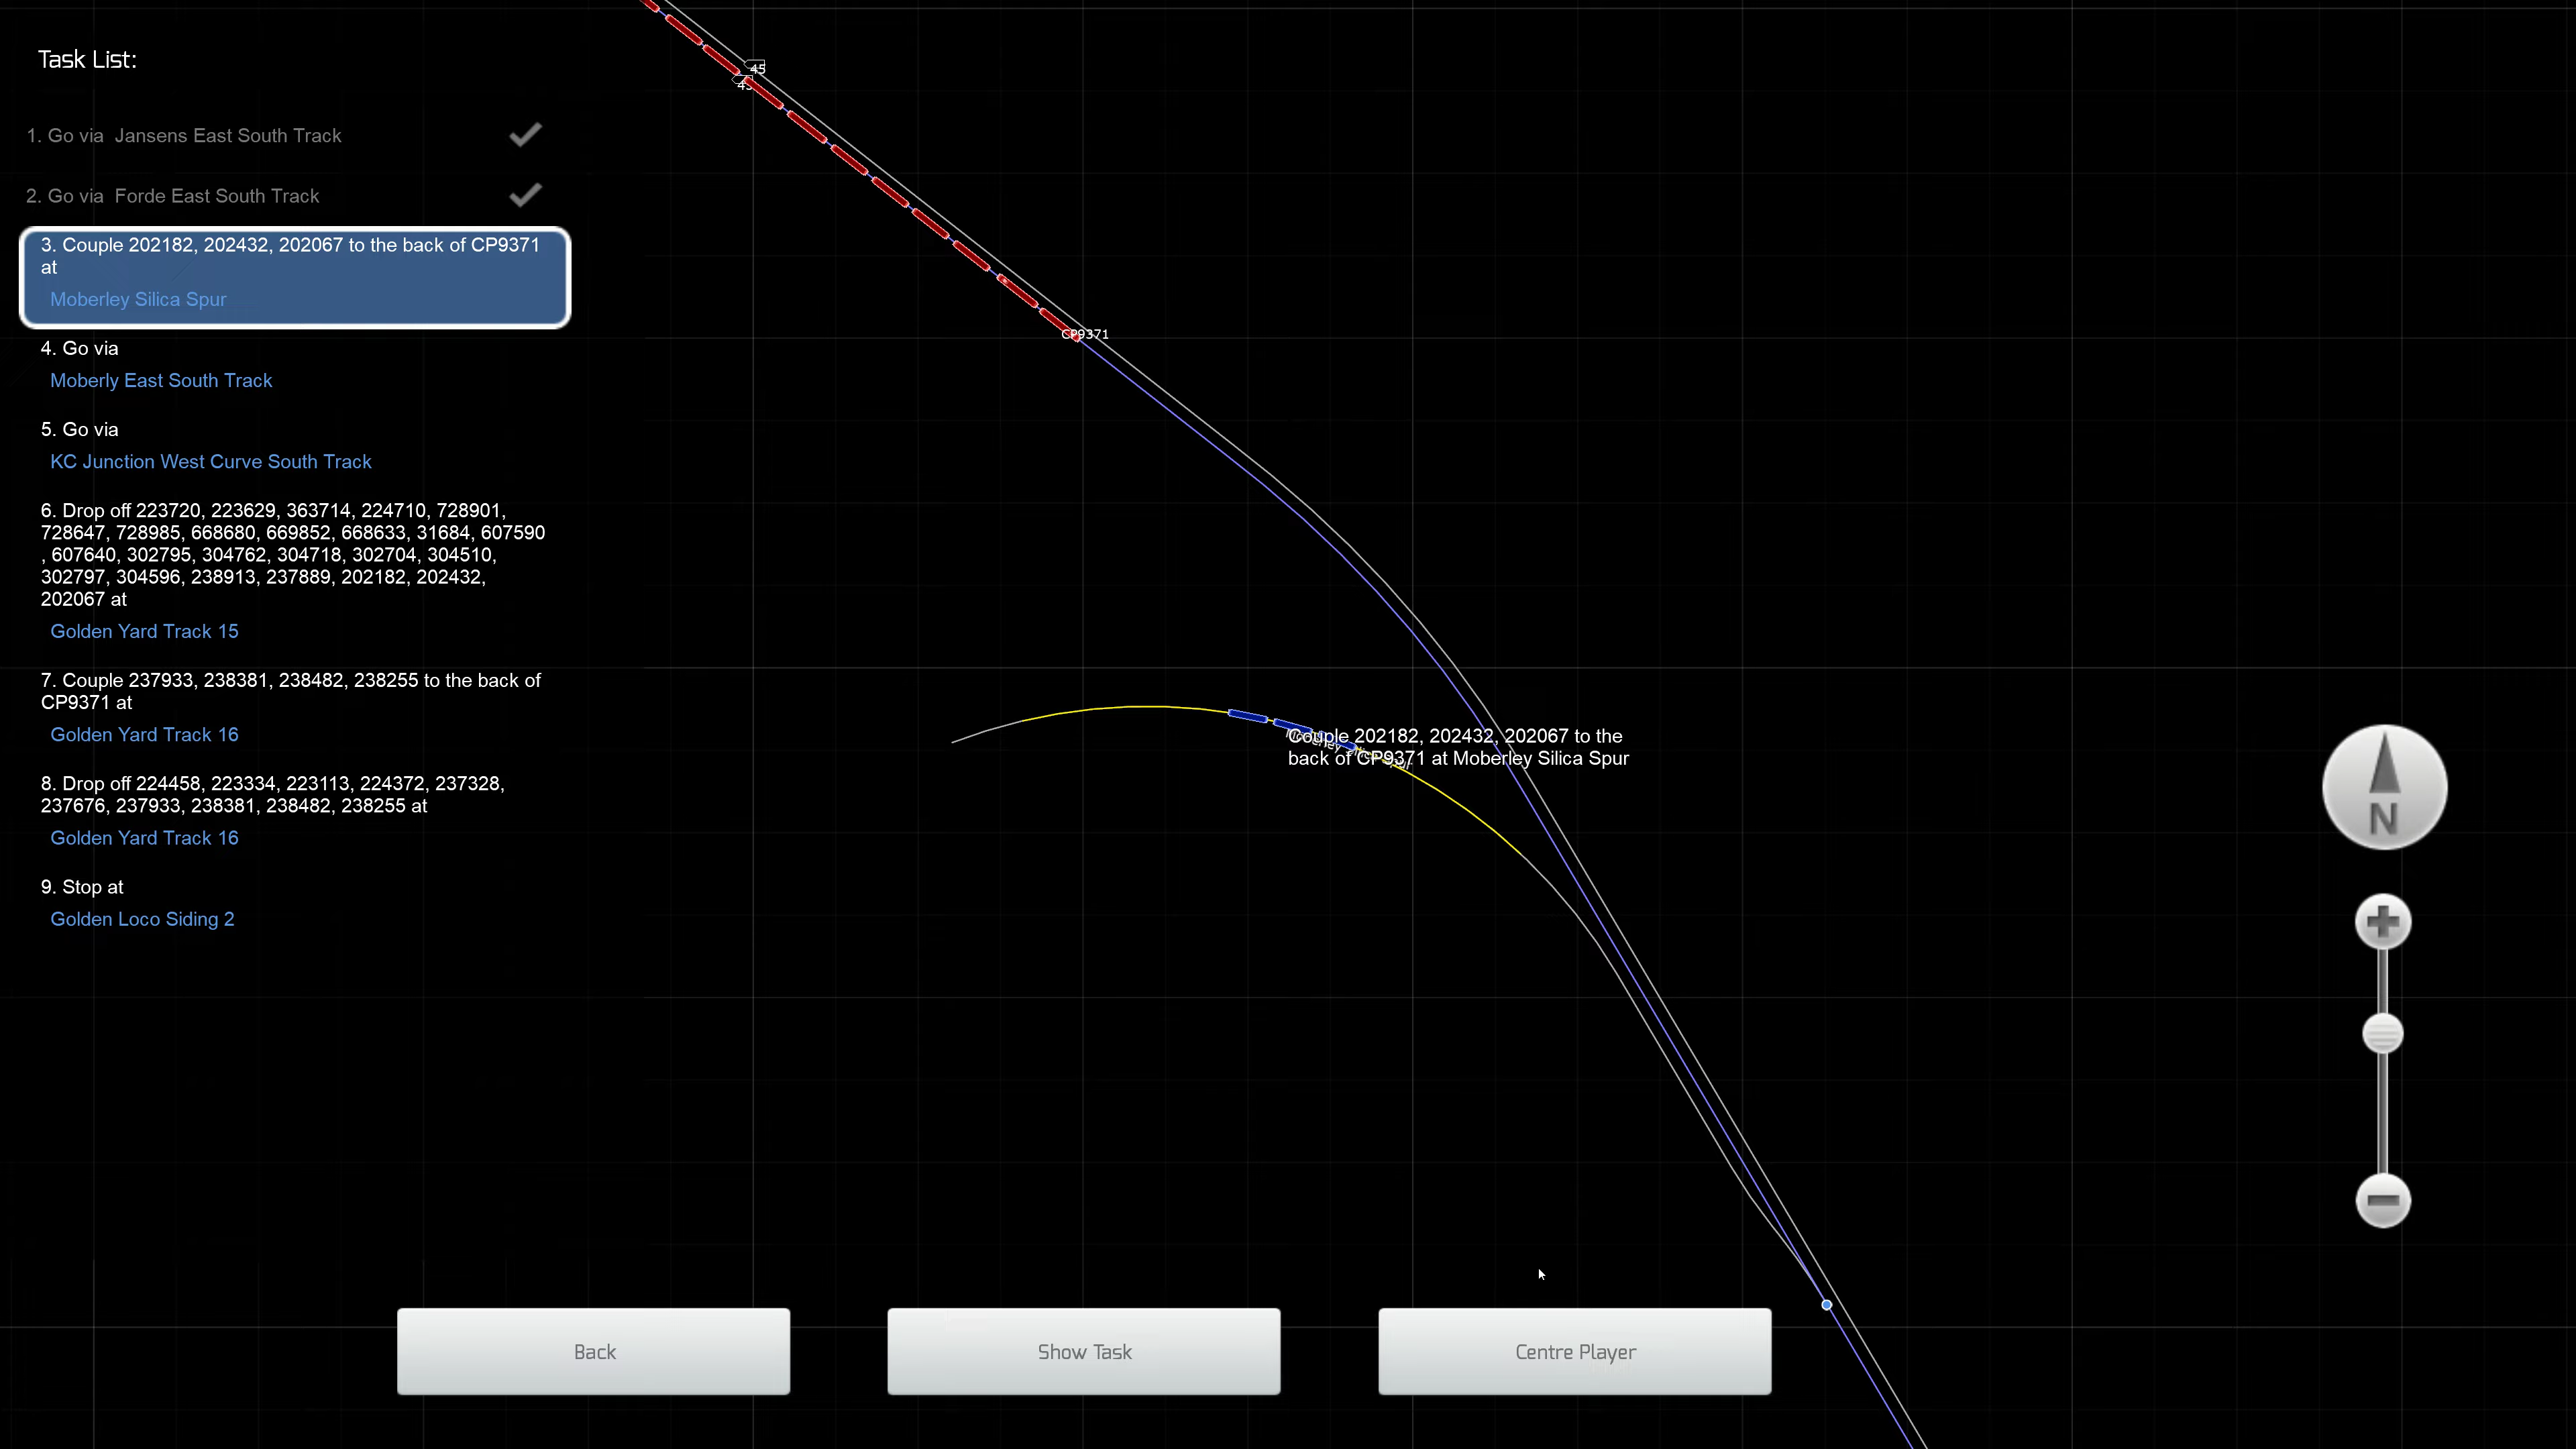 Task List:
1. Go via  Jansens East South Track
2. Go via  Forde East South Track
3. Couple 202182, 202432, 202067 to the back of CP9371
at
Moberley Silica Spur
4. Go via
Moberly East South Track
5. Go via
KC Junction West Curve South Track
6. Drop off 223720, 223629, 363714, 224710, 728901,
728647, 728985, 668680, 669852, 668633, 31684, 607590
, 607640, 302795, 304762, 304718, 302704, 304510,
302797, 304596, 238913, 237889, 202182, 202432,
202067 at
Golden Yard Track 15
7. Couple 237933, 238381, 238482, 238255 to the back of
CP9371 at
Golden Yard Track 16
8. Drop off 224458, 223334, 223113, 224372, 237328,
237676, 237933, 238381, 238482, 238255 at
Golden Yard Track 16
9. Stop at
Golden Loco Siding 2
45
45
CP9371
Couple 202182, 202432, 202067 to the
back of CP9371 at Moberley Silica Spur
N
Back
Show Task
Centre Player